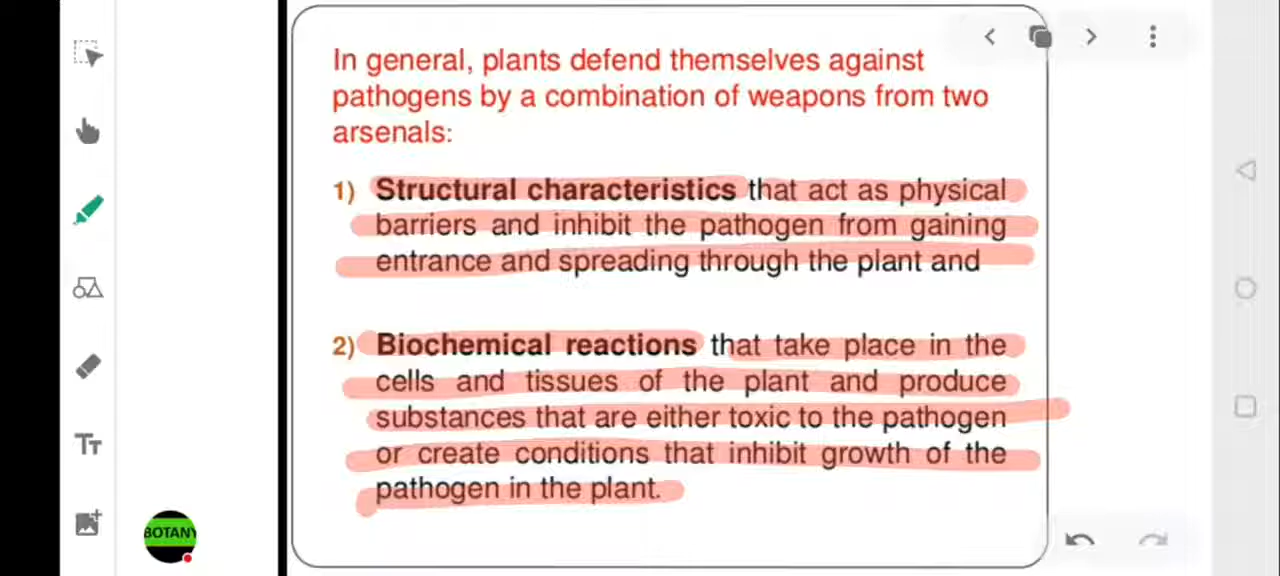 In general, plants defend themselves against
pathogens by a combination of weapons from two
arsenals:
1) Structural characteristics that act as physical
barriers and inhibit the pathogen from gaining
entrance and spreading through the plant and
2) Biochemical reactions that take place in the
cells and tissues of the plant and produce
substances that are either toxic to the pathogen
or create conditions that inhibit growth of the
pathogen in the plant.
TT
BOTANY